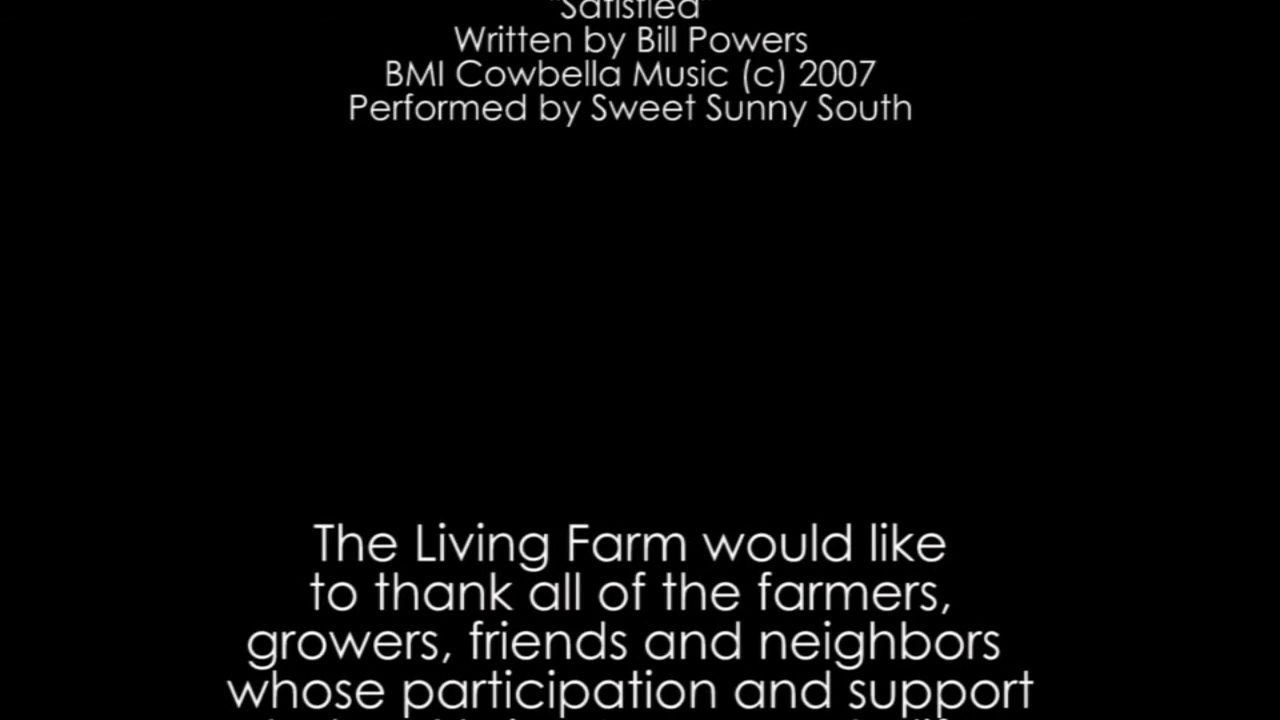 "Satisfied"
Written by Bill Powers
BMI Cowbella Music (c) 2007
Performed by Sweet Sunny South
The Living Farm would like
to thank all of the farmers,
growers, friends and neighbors
whose participation and support